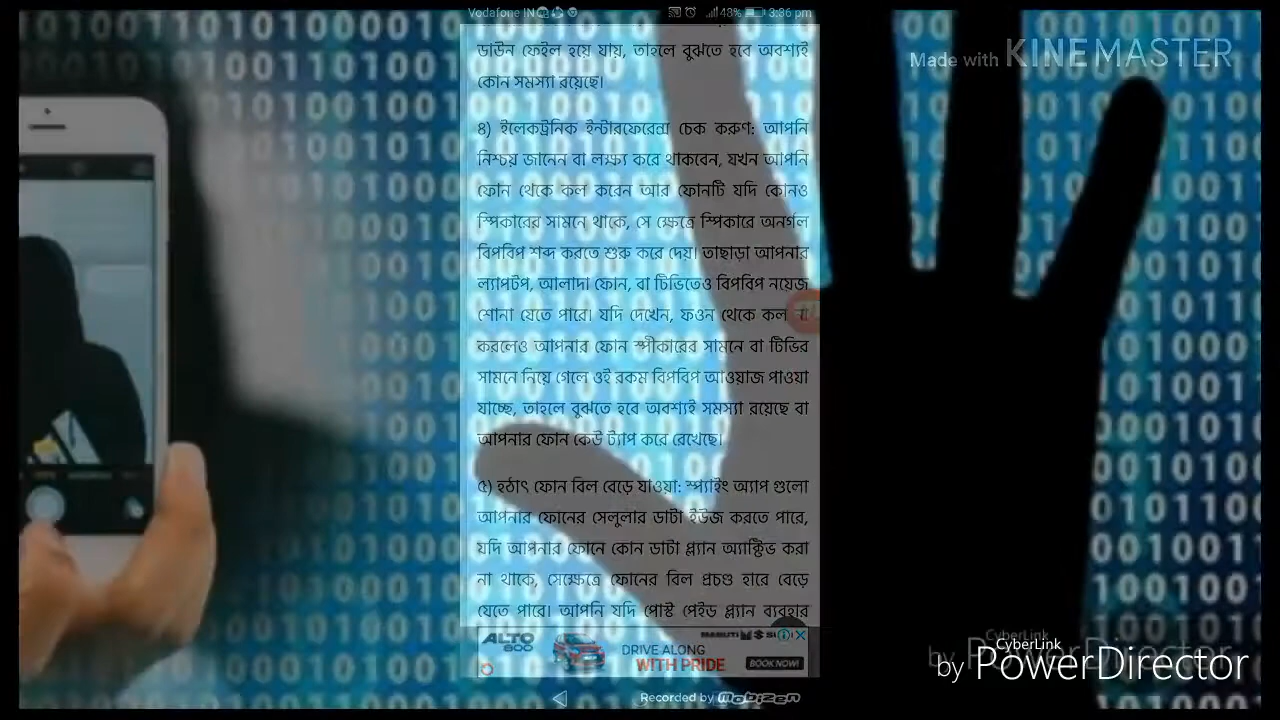 Vodafone IN
48% 3:36 pm
ডাউন ফেইল হয়ে যায়, তাহলে বুঝতে হবে অবশ্যই
কোন সমস্যা রয়েছে।
৪) ইলেকট্রনিক ইন্টারফেরেন্স চেক করুণ: আপনি
নিশ্চয় জানেন বা লক্ষ্য করে থাকবেন, যখন আপনি
ফোন থেকে কল করেন আর ফোনটি যদি কোনও
স্পিকারের সামনে থাকে, সে ক্ষেত্রে স্পিকারে অনর্গল
বিপবিপ শব্দ করতে শুরু করে দেয়। তাছাড়া আপনার
ল্যাপটপ, আলাদা ফোন, বা টিভিতেও বিপবিপ নয়েজ
শোনা যেতে পারে। যদি দেখেন, ফওন থেকে কল না
করলেও আপনার ফোন স্পীকারের সামনে বা টিভির
সামনে নিয়ে গেলে ওই রকম বিপবিপ আওয়াজ পাওয়া
যাচ্ছে, তাহলে বুঝতে হবে অবশ্যই সমস্যা রয়েছে বা
আপনার ফোন কেউ ট্যাপ করে রেখেছে।
৫) হঠাৎ ফোন বিল বেড়ে যাওয়া: স্প্যাইং অ্যাপ গুলো
আপনার ফোনের সেলুলার ডাটা ইউজ করতে পারে,
যদি আপনার ফোনে কোন ডাটা প্ল্যান অ্যাক্টিভ করা
না থাকে, সেক্ষেত্রে ফোনের বিল প্রচণ্ড হারে বেড়ে
যেতে পারে। আপনি যদি পোস্ট পেইড প্ল্যান ব্যবহার
ALTO 800
MARUTI SUZUKI
DRIVE ALONG
WITH PRIDE
BOOK NOW!
Recorded by Mobizen
Made with KINEMASTER
CyberLink
by PowerDirector